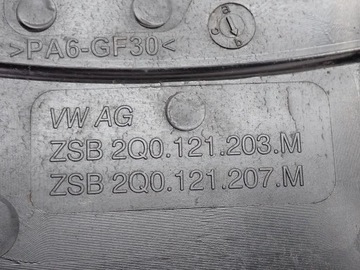 >PA6-GF30<
VW AG
ZSB 2Q0.121.203.M
ZSB 2Q0.121.207.M